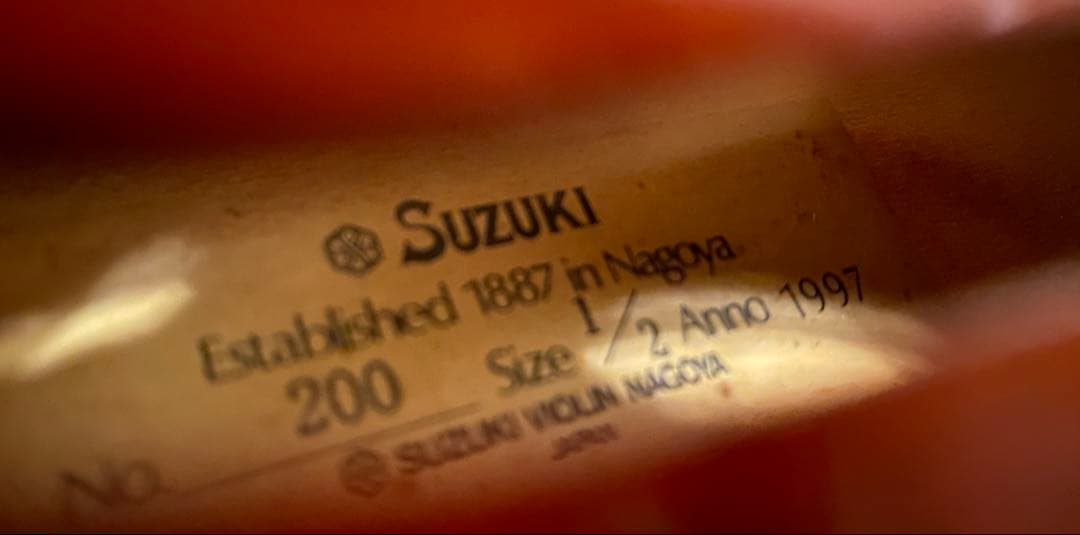 SUZUKI
Established 1887 in Nagoya
No. 200 Size 1/2 Anno 1997
SUZUKI VIOLIN NAGOYA
JAPAN